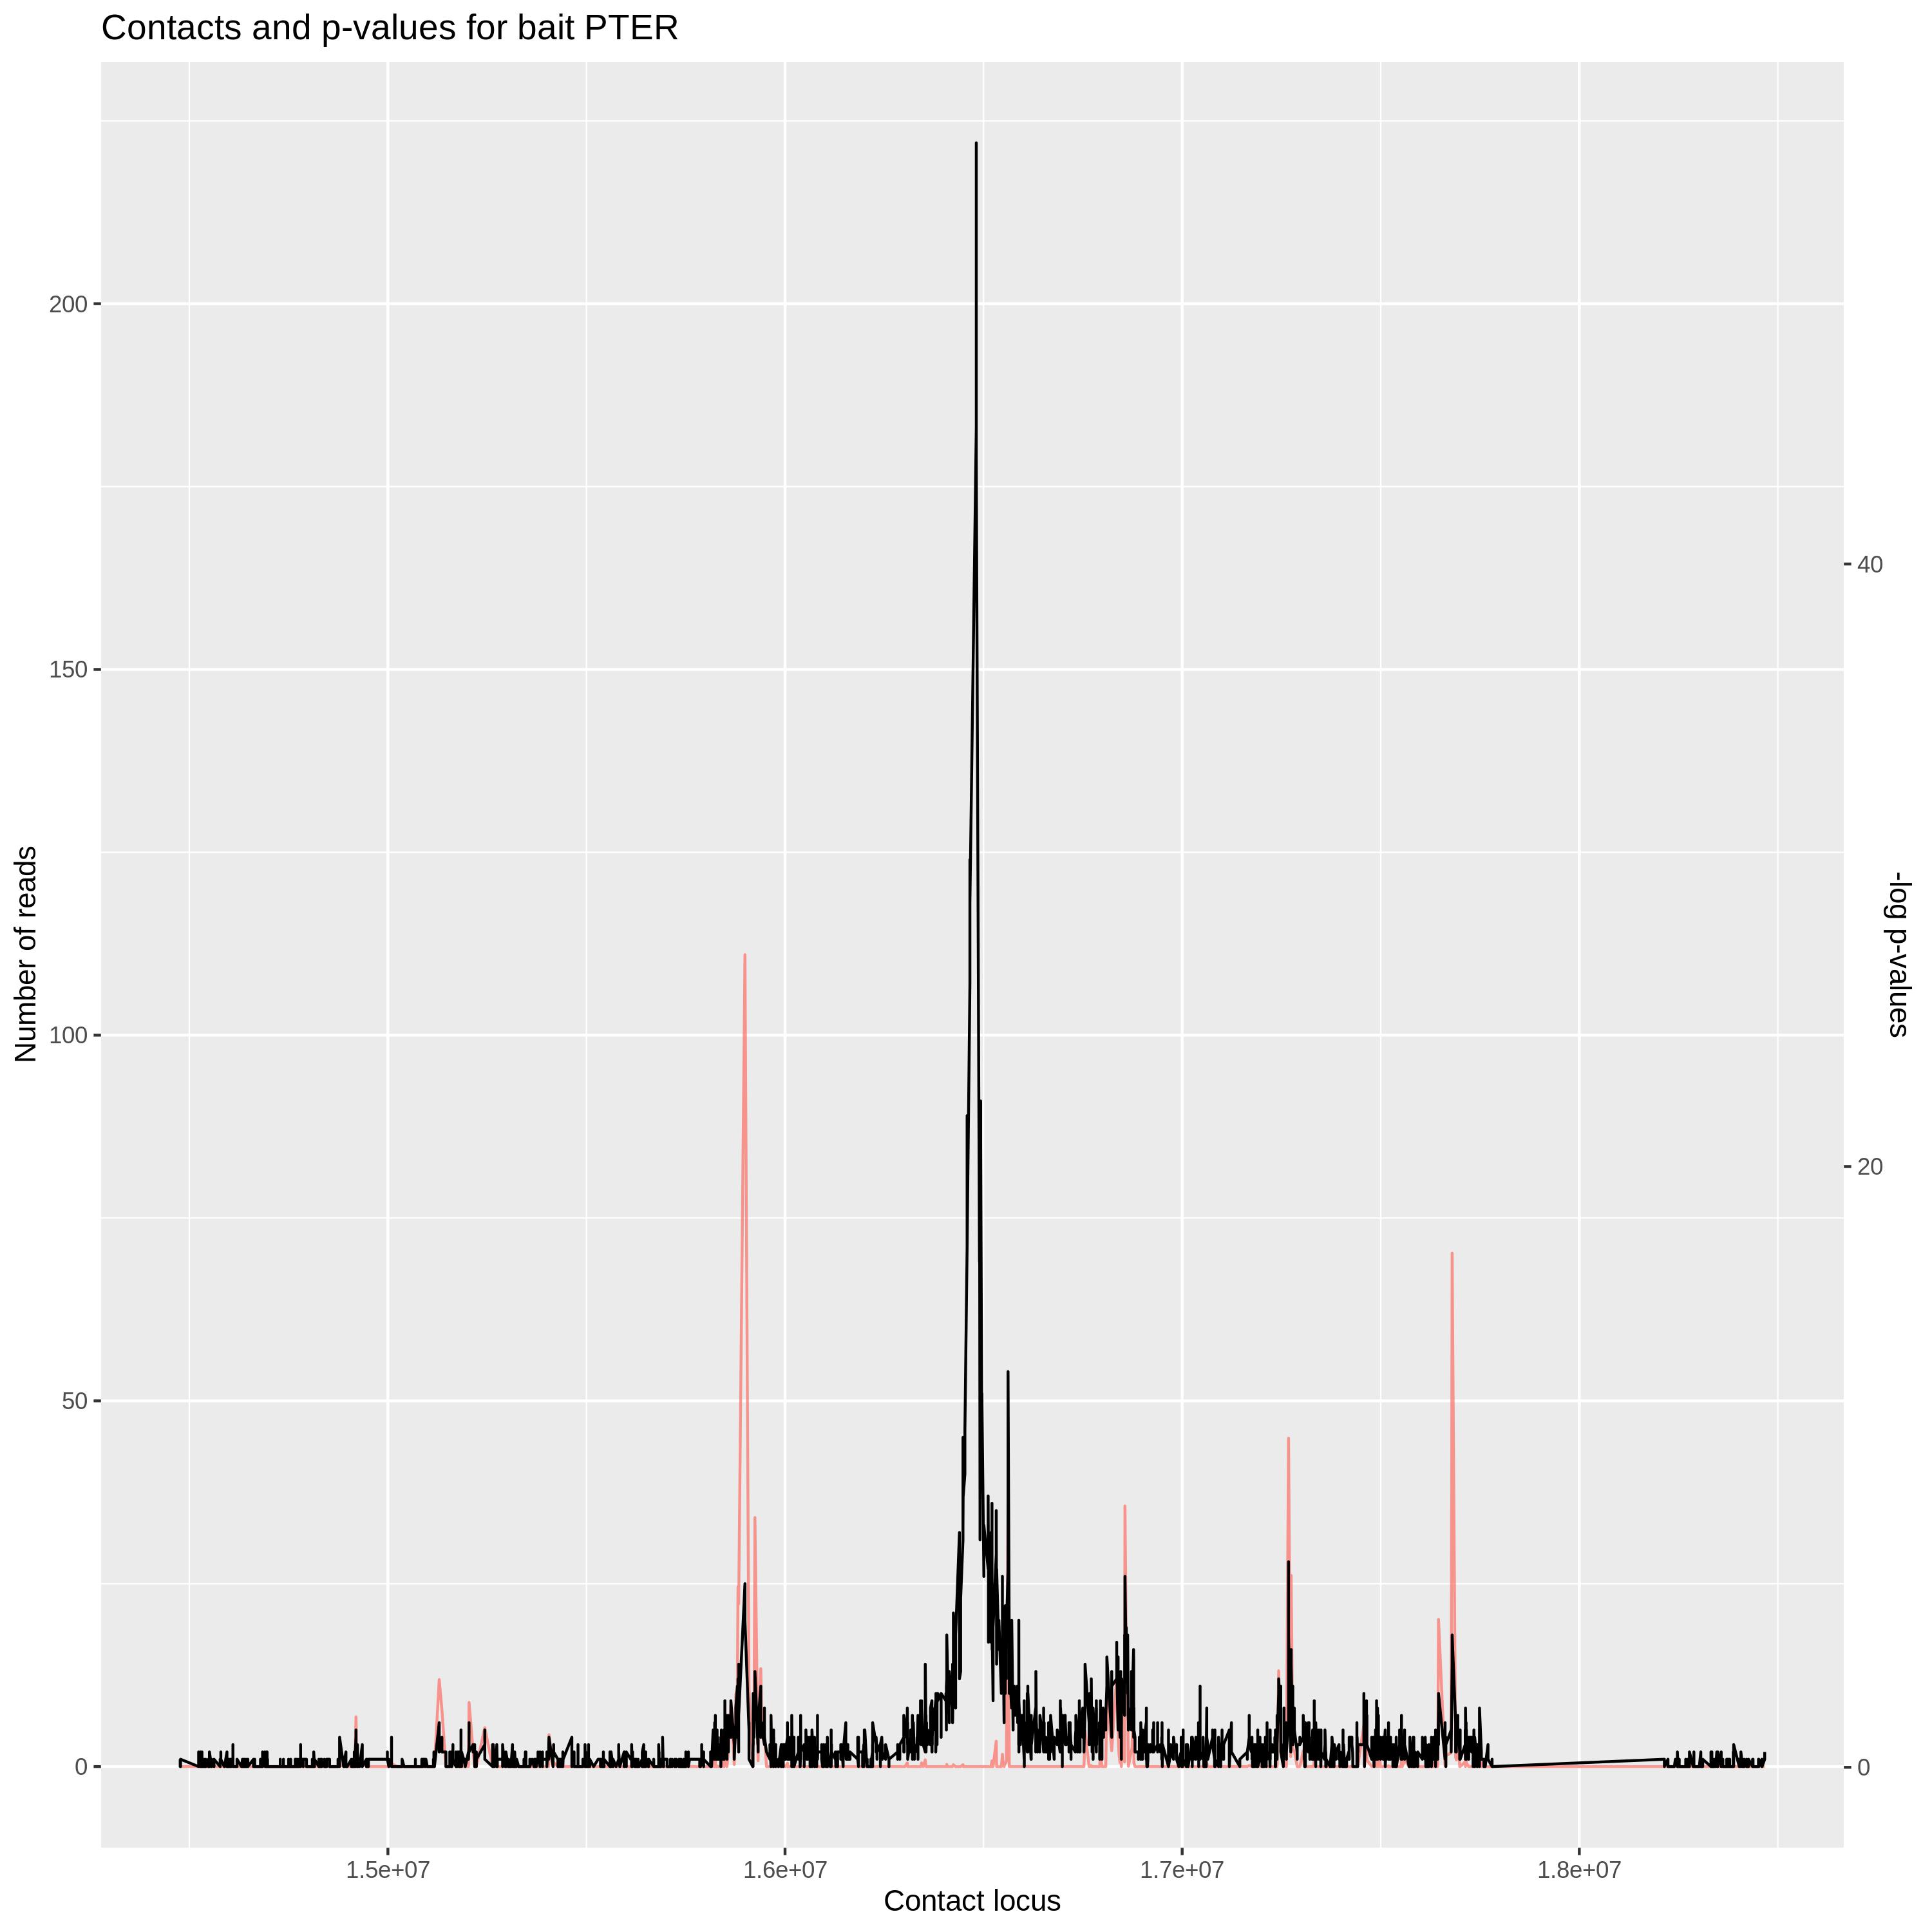 Contacts and p-values for bait PTER
Number of reads
200
150
100
50
0
40
20
0
-log p-values
1.5e+07
1.6e+07
1.7e+07
1.8e+07
Contact locus